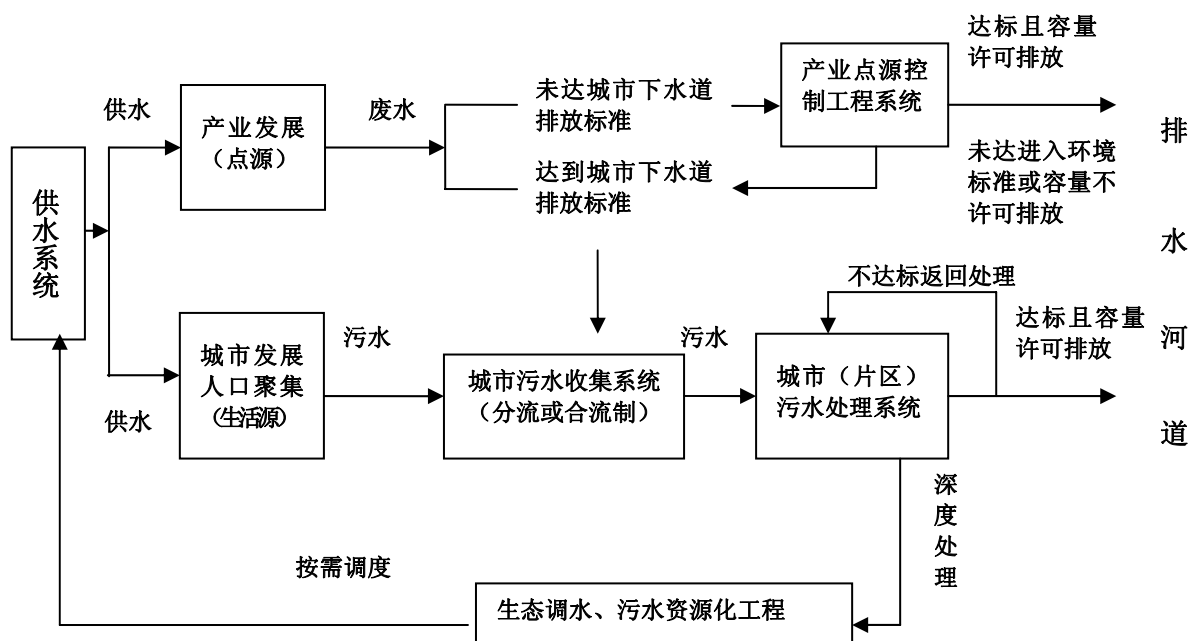 供水系统
供水
产业发展
（点源）
废水
未达城市下水道
排放标准
达到城市下水道
排放标准
产业点源控
制工程系统
达标且容量
许可排放
未达进入环境
标准或容量不
许可排放
排水河道
供水
城市发展
人口聚集
（生活源）
污水
城市污水收集系统
（分流或合流制）
污水
城市（片区）
污水处理系统
不达标返回处理
达标且容量
许可排放
深度处理
按需调度
生态调水、污水资源化工程